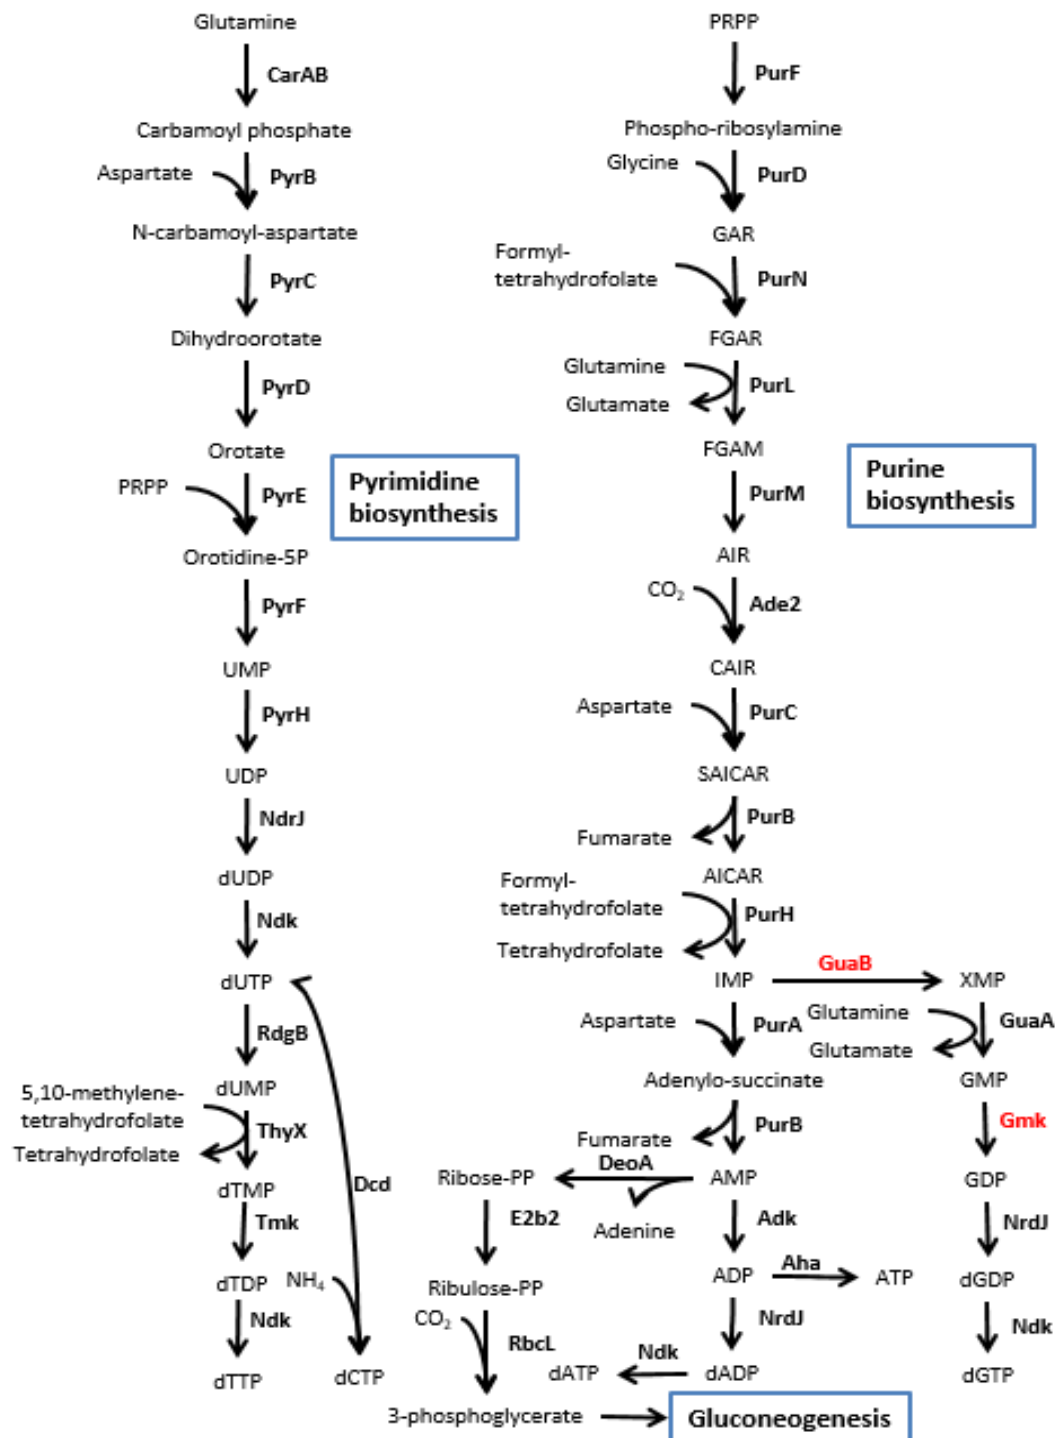 Glutamine
CarAB
Carbamoyl phosphate
Aspartate
PyrB
N-carbamoyl-aspartate
PyrC
Dihydroorotate
PyrD
Orotate
PRPP
PyrE
Orotidine-5P
PyrF
UMP
PyrH
UDP
NdrJ
dUDP
Ndk
dUTP
RdgB
dUMP
5,10-methylene-
tetrahydrofolate
ThyX
Tetrahydrofolate
dTMP
Tmk
dTDP
Ndk
dTTP
Dcd
NH4
dCTP
Pyrimidine
biosynthesis
PRPP
PurF
Phospho-ribosylamine
Glycine
PurD
GAR
Formyl-
tetrahydrofolate
PurN
FGAR
Glutamine
PurL
Glutamate
FGAM
PurM
AIR
CO2
Ade2
CAIR
Aspartate
PurC
SAICAR
PurB
Fumarate
AICAR
Formyl-
tetrahydrofolate
PurH
Tetrahydrofolate
IMP
GuaB
XMP
Aspartate
PurA
Glutamine
GuaA
Glutamate
Adenylo-succinate
GMP
PurB
Fumarate
Gmk
DeoA
Ribose-PP
AMP
GDP
Adenine
E2b2
Adk
NrdJ
Ribulose-PP
ADP
Aha
ATP
dGDP
CO2
RbcL
NrdJ
Ndk
dATP
Ndk
dADP
dGTP
3-phosphoglycerate
Gluconeogenesis
Purine
biosynthesis